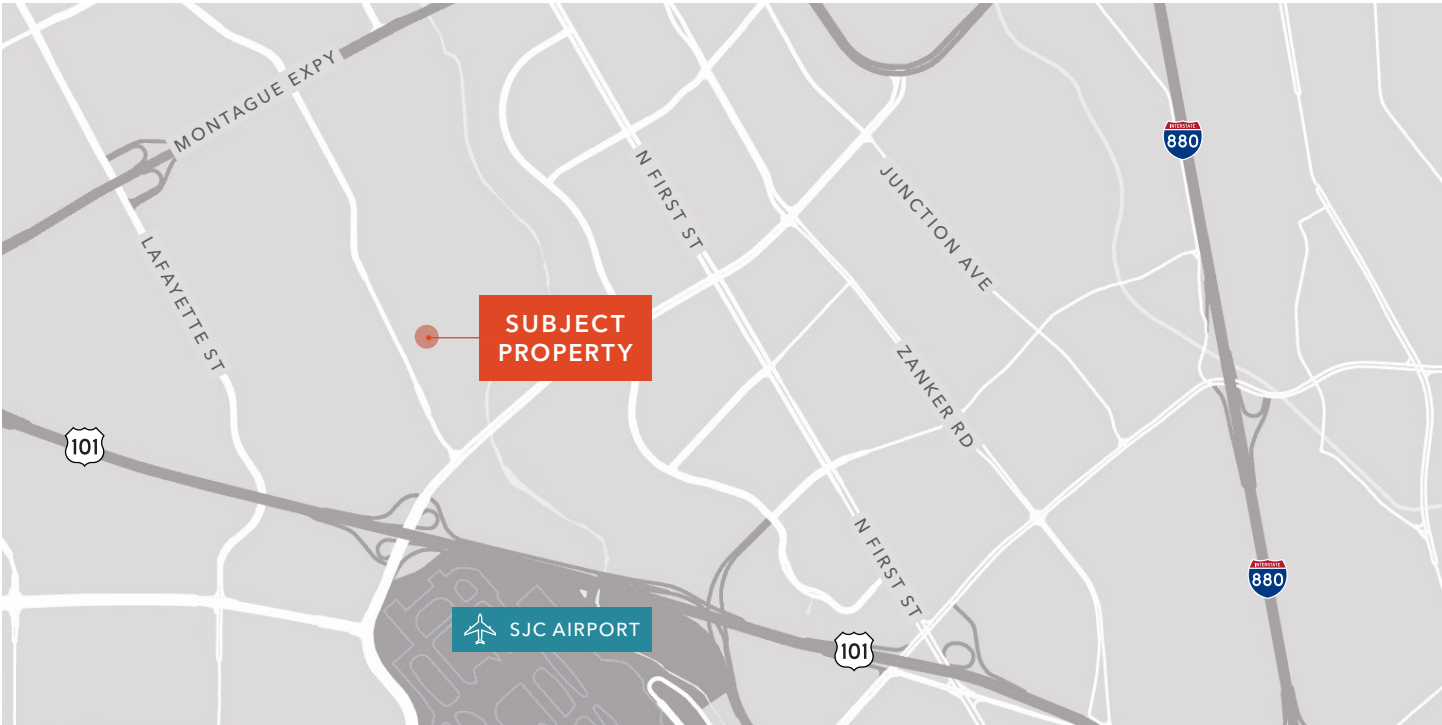 MONTAGUE EXPY
INTERSTATE
880
N FIRST ST
JUNCTION AVE
LAFAYETTE ST
SUBJECT
PROPERTY
ZANKER RD
101
N FIRST ST
INTERSTATE
880
SJC AIRPORT
101